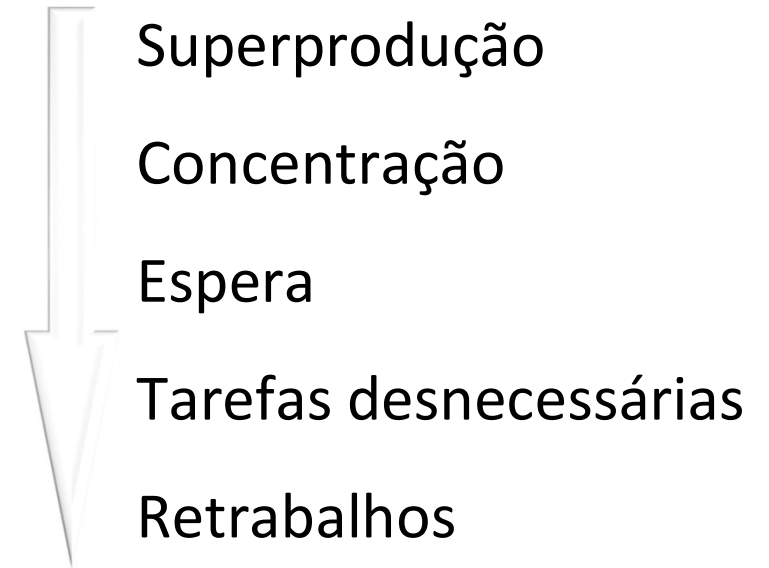 Superprodução
Concentração
Espera
Tarefas desnecessárias
Retrabalhos